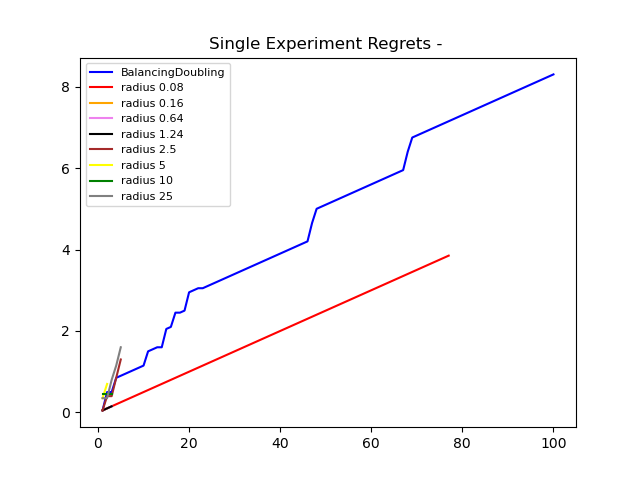 Single Experiment Regrets -
BalancingDoubling
radius 0.08
radius 0.16
radius 0.64
radius 1.24
radius 2.5
radius 5
radius 10
radius 25
8
6
4
2
0
0 20 40 60 80 100